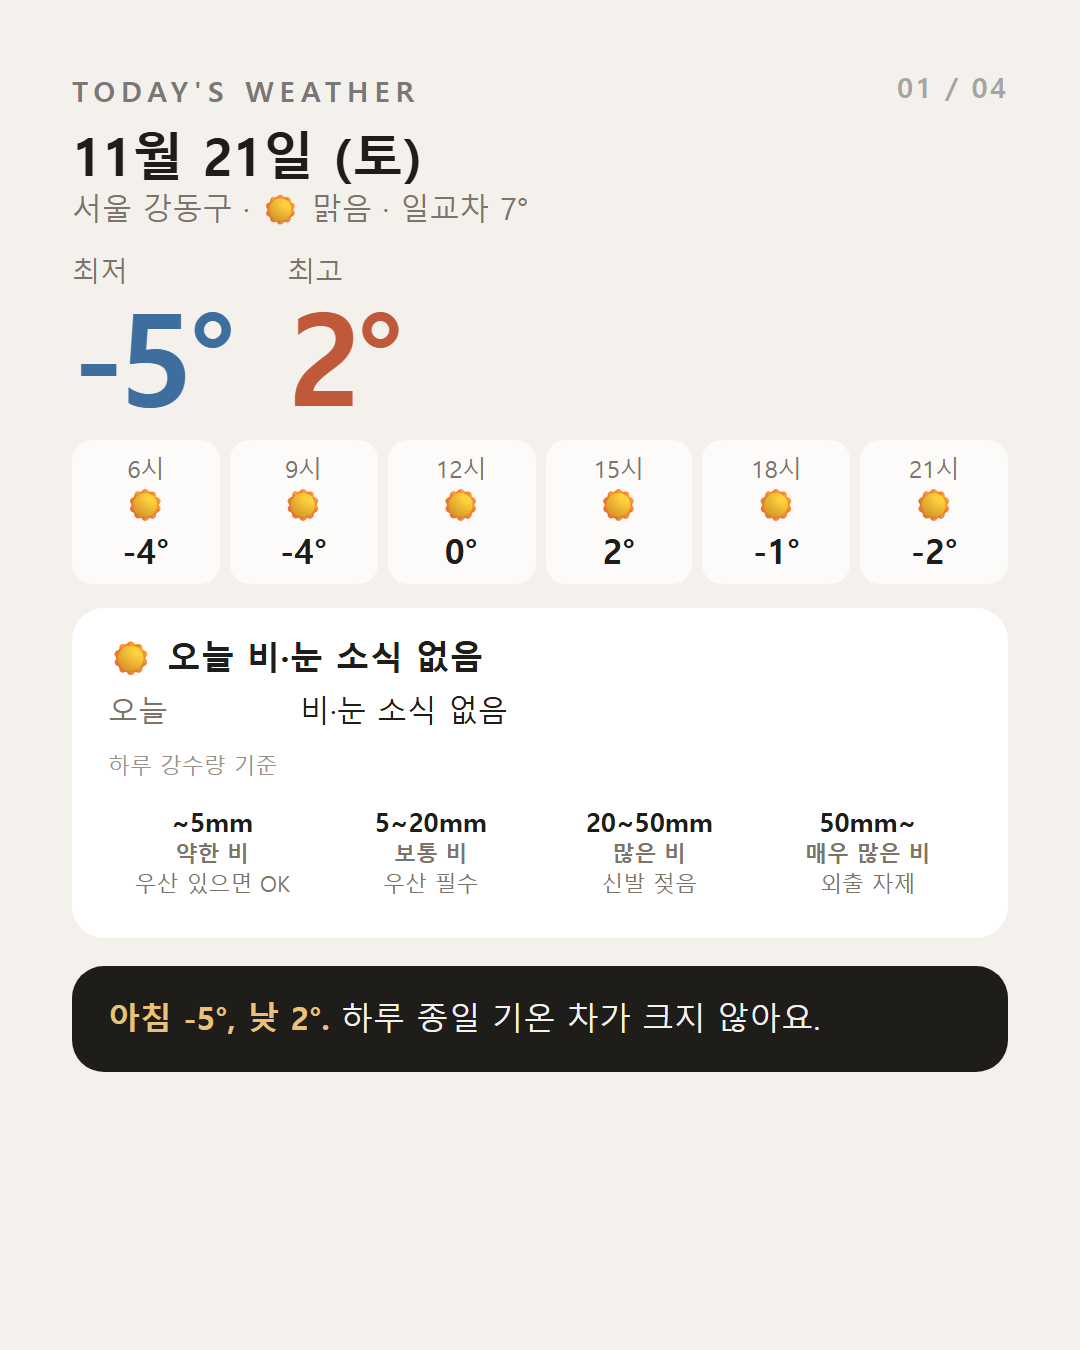 TODAY'S WEATHER
01 / 04
11월 21일 (토)
서울 강동구 · 맑음 · 일교차 7°
최저 최고
-5° 2°
6시 9시 12시 15시 18시 21시
-4° -4° 0° 2° -1° -2°
오늘 비·눈 소식 없음
오늘 비·눈 소식 없음
하루 강수량 기준
~5mm 5~20mm 20~50mm 50mm~
약한 비 보통 비 많은 비 매우 많은 비
우산 있으면 OK 우산 필수 신발 젖음 외출 자제
아침 -5°, 낮 2°. 하루 종일 기온 차가 크지 않아요.